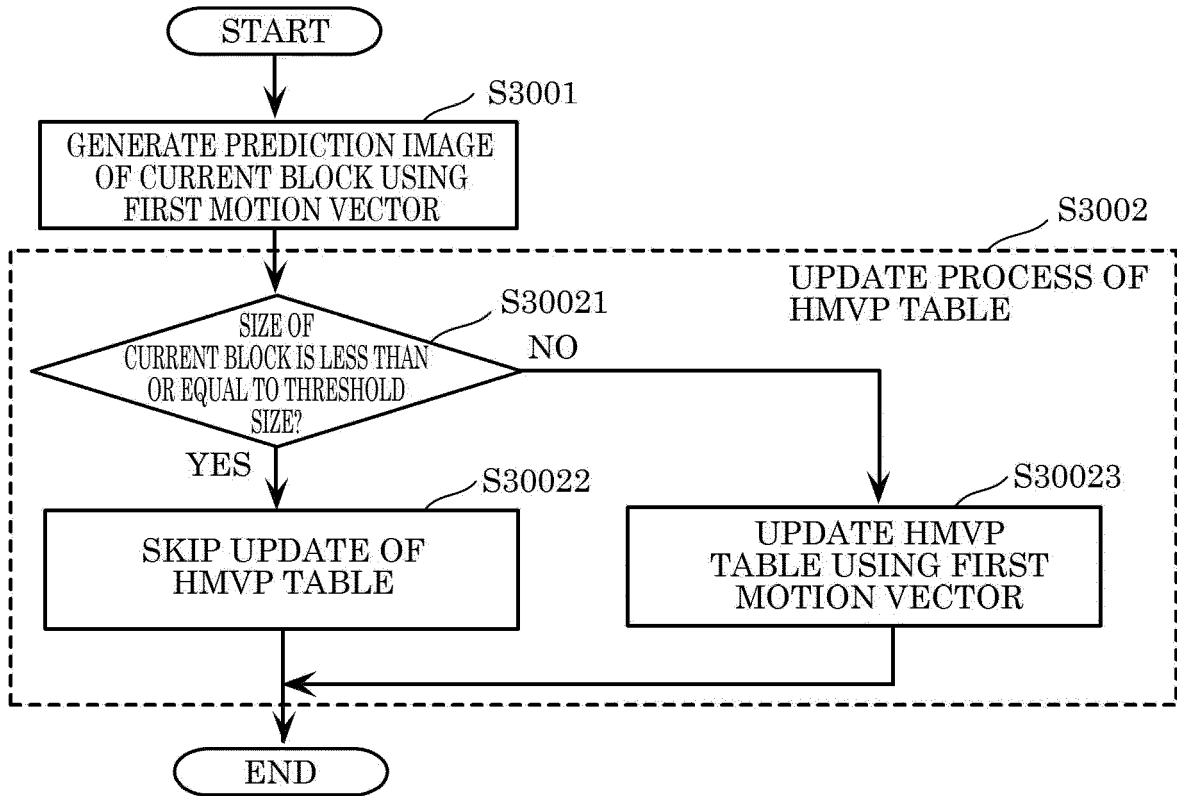 START
S3001
GENERATE PREDICTION IMAGE
OF CURRENT BLOCK USING
FIRST MOTION VECTOR
S3002
UPDATE PROCESS OF
HMVP TABLE
S30021
SIZE OF
CURRENT BLOCK IS LESS THAN
OR EQUAL TO THRESHOLD
SIZE?
NO
YES
S30022
SKIP UPDATE OF
HMVP TABLE
S30023
UPDATE HMVP
TABLE USING FIRST
MOTION VECTOR
END